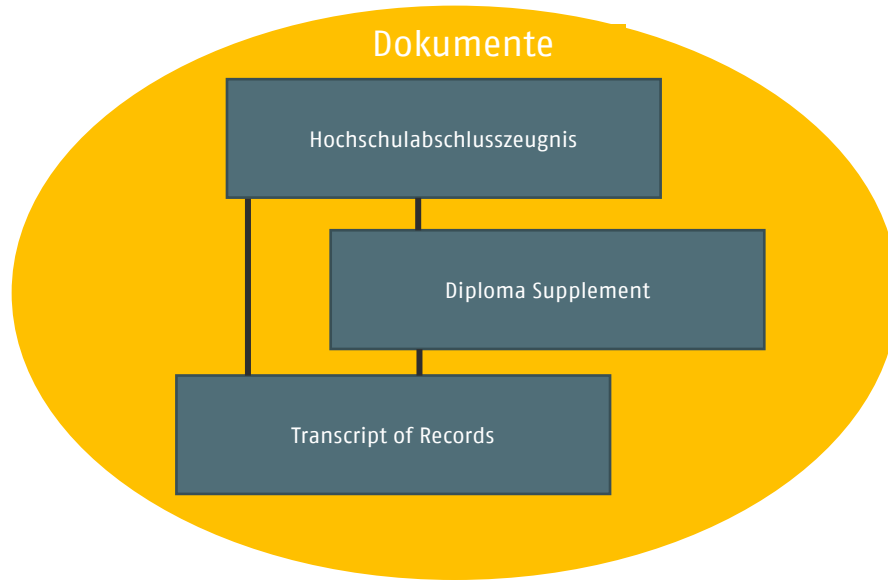 Dokumente
Hochschulabschlusszeugnis
Diploma Supplement
Transcript of Records